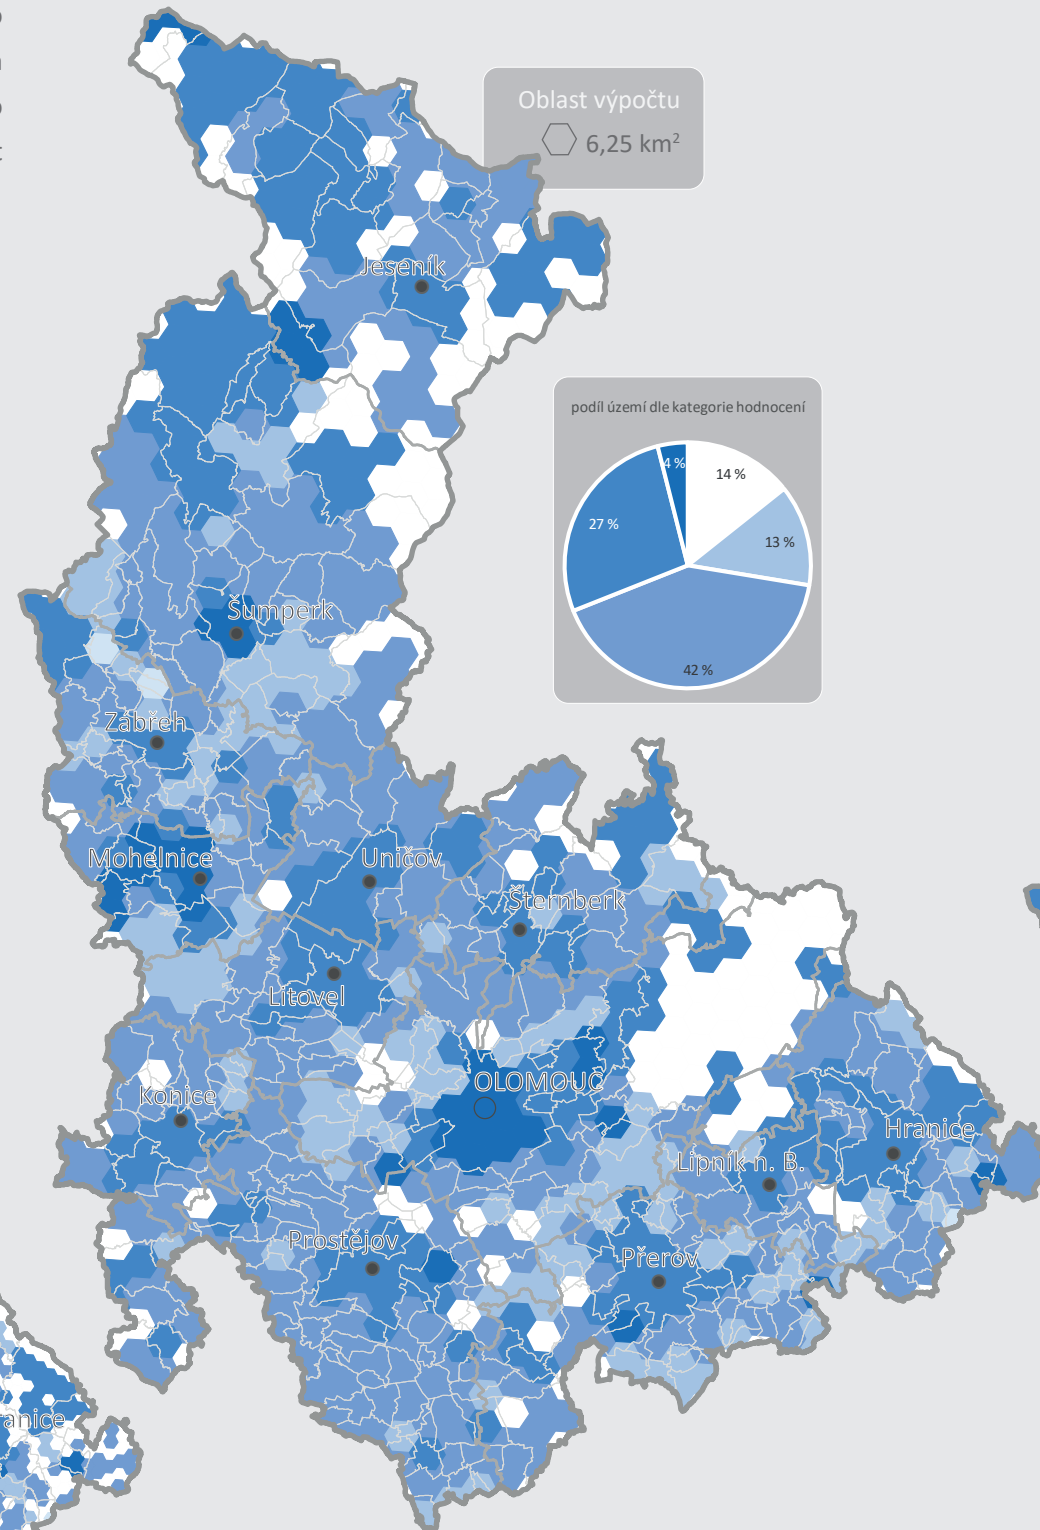 Oblast výpočtu
6,25 km²
Jeseník
podíl území dle kategorie hodnocení
4 %
14 %
27 %
13 %
42 %
Šumperk
Zábřeh
Mohelnice
Uničov
Šternberk
Litovel
OLOMOUC
Konice
Hranice
Lipník n. B.
Prostějov
Přerov
ranice